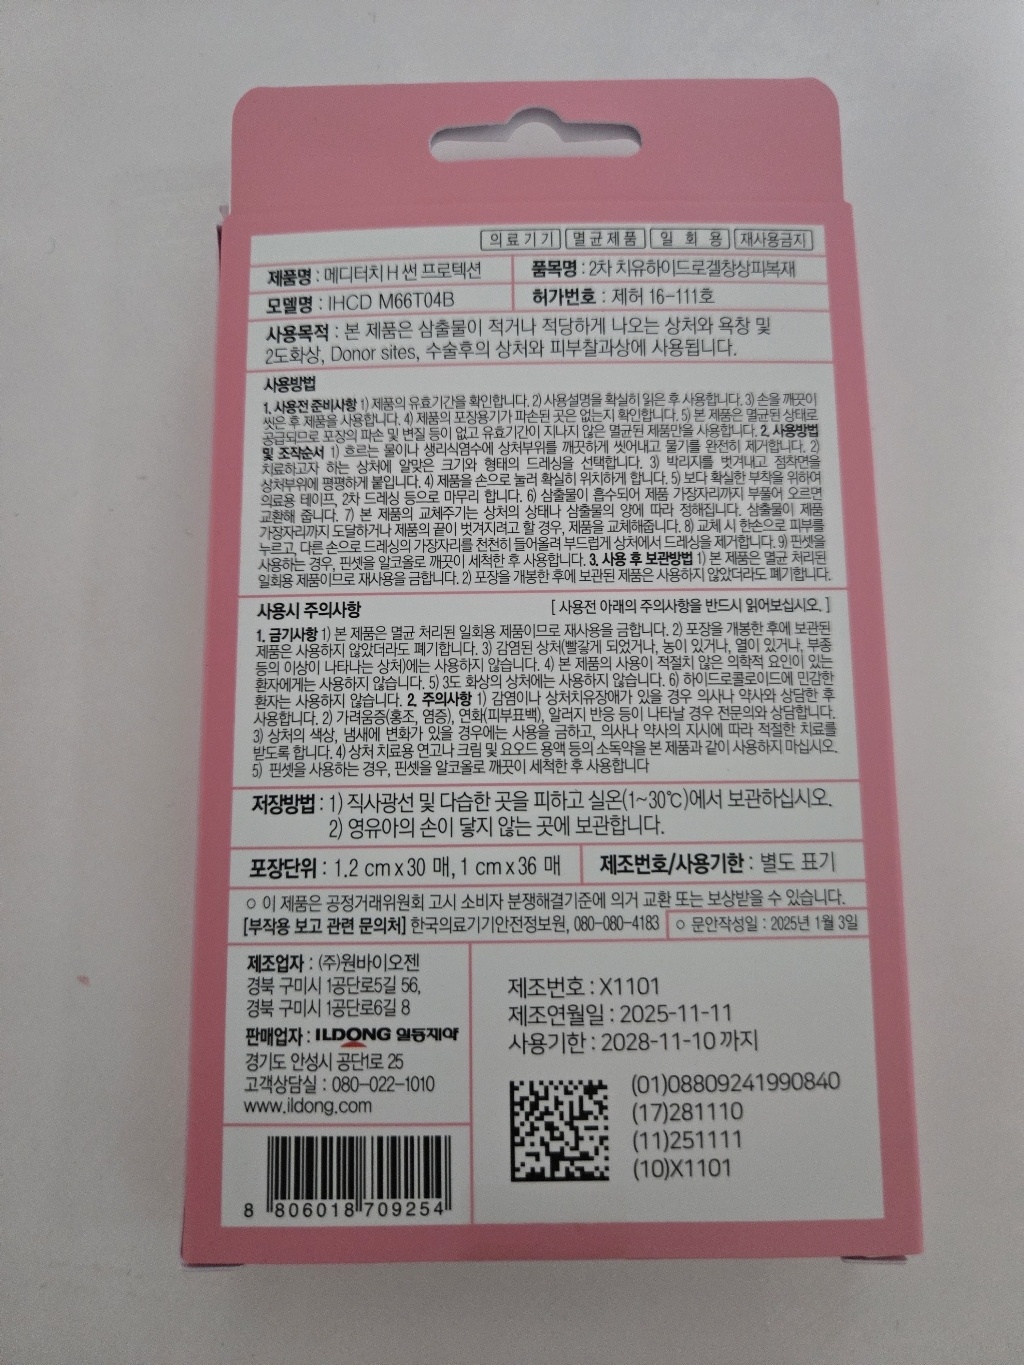 의료기기 멸균제품 일 회 용 재사용금지
제품명 : 메디터치 H 썬 프로텍션
품목명 : 2차 치유하이드로겔창상피복재
모델명 : IHCD M66T04B
허가번호 : 제허 16-111호
사용목적 : 본 제품은 삼출물이 적거나 적당하게 나오는 상처와 욕창 및
2도화상, Donor sites, 수술후의 상처와 피부찰과상에 사용됩니다.
사용방법
1. 사용전 준비사항 1) 제품의 유효기간을 확인합니다. 2) 사용설명을 확실히 읽은 후 사용합니다. 3) 손을 깨끗이
씻은 후 제품을 사용합니다. 4) 제품의 포장용기가 파손된 곳은 없는지 확인합니다. 5) 본 제품은 멸균된 상태로
공급되므로 포장의 파손 및 변질 등이 없고 유효기간이 지나지 않은 멸균된 제품만을 사용합니다. 2. 사용방법
및 조작순서 1) 흐르는 물이나 생리식염수에 상처부위를 깨끗하게 씻어내고 물기를 완전히 제거합니다. 2)
치료하고자 하는 상처에 알맞은 크기와 형태의 드레싱을 선택합니다. 3) 박리지를 벗겨내고 점착면을
상처부위에 평평하게 붙입니다. 4) 제품을 손으로 눌러 확실히 위치하게 합니다. 5) 보다 확실한 부착을 위하여
의료용 테이프, 2차 드레싱 등으로 마무리 합니다. 6) 삼출물이 흡수되어 제품 가장자리까지 부풀어 오르면
교환해 줍니다. 7) 본 제품의 교체주기는 상처의 상태나 삼출물의 양에 따라 정해집니다. 삼출물이 제품
가장자리까지 도달하거나 제품의 끝이 벗겨지려고 할 경우, 제품을 교체해줍니다. 8) 교체 시 한손으로 피부를
누르고, 다른 손으로 드레싱의 가장자리를 천천히 들어올려 부드럽게 상처에서 드레싱을 제거합니다. 9) 핀셋을
사용하는 경우, 핀셋을 알코올로 깨끗이 세척한 후 사용합니다. 3. 사용 후 보관방법 1) 본 제품은 멸균 처리된
일회용 제품이므로 재사용을 금합니다. 2) 포장을 개봉한 후에 보관된 제품은 사용하지 않았더라도 폐기합니다.
사용시 주의사항 [ 사용전 아래의 주의사항을 반드시 읽어보십시오. ]
1. 금기사항 1) 본 제품은 멸균 처리된 일회용 제품이므로 재사용을 금합니다. 2) 포장을 개봉한 후에 보관된
제품은 사용하지 않았더라도 폐기합니다. 3) 감염된 상처(빨갛게 되었거나, 농이 있거나, 열이 있거나, 부종
등의 이상이 나타나는 상처)에는 사용하지 않습니다. 4) 본 제품의 사용이 적절치 않은 의학적 요인이 있는
환자에게는 사용하지 않습니다. 5) 3도 화상의 상처에는 사용하지 않습니다. 6) 하이드로콜로이드에 민감한
환자는 사용하지 않습니다. 2. 주의사항 1) 감염이나 상처치유장애가 있을 경우 의사나 약사와 상담한 후
사용합니다. 2) 가려움증(홍조, 염증), 연화(피부표백), 알러지 반응 등이 나타날 경우 전문의와 상담합니다.
3) 상처의 색상, 냄새에 변화가 있을 경우에는 사용을 금하고, 의사나 약사의 지시에 따라 적절한 치료를
받도록 합니다. 4) 상처 치료용 연고나 크림 및 요오드 용액 등의 소독약을 본 제품과 같이 사용하지 마십시오.
5) 핀셋을 사용하는 경우, 핀셋을 알코올로 깨끗이 세척한 후 사용합니다
저장방법 : 1) 직사광선 및 다습한 곳을 피하고 실온(1~30℃)에서 보관하십시오.
2) 영유아의 손이 닿지 않는 곳에 보관합니다.
포장단위 : 1.2 cm x 30 매, 1 cm x 36 매
제조번호/사용기한 : 별도 표기
○ 이 제품은 공정거래위원회 고시 소비자 분쟁해결기준에 의거 교환 또는 보상받을 수 있습니다.
[부작용 보고 관련 문의처] 한국의료기기안전정보원, 080-080-4183
○ 문안작성일 : 2025년 1월 3일
제조업자 : (주)원바이오젠
경북 구미시 1공단로5길 56,
경북 구미시 1공단로6길 8
판매업자 : ILDONG 일동제약
경기도 안성시 공단로 25
고객상담실 : 080-022-1010
www.ildong.com
8 806018 709254
제조번호 : X1101
제조연월일 : 2025-11-11
사용기한 : 2028-11-10 까지
(01)08809241990840
(17)281110
(11)251111
(10)X1101